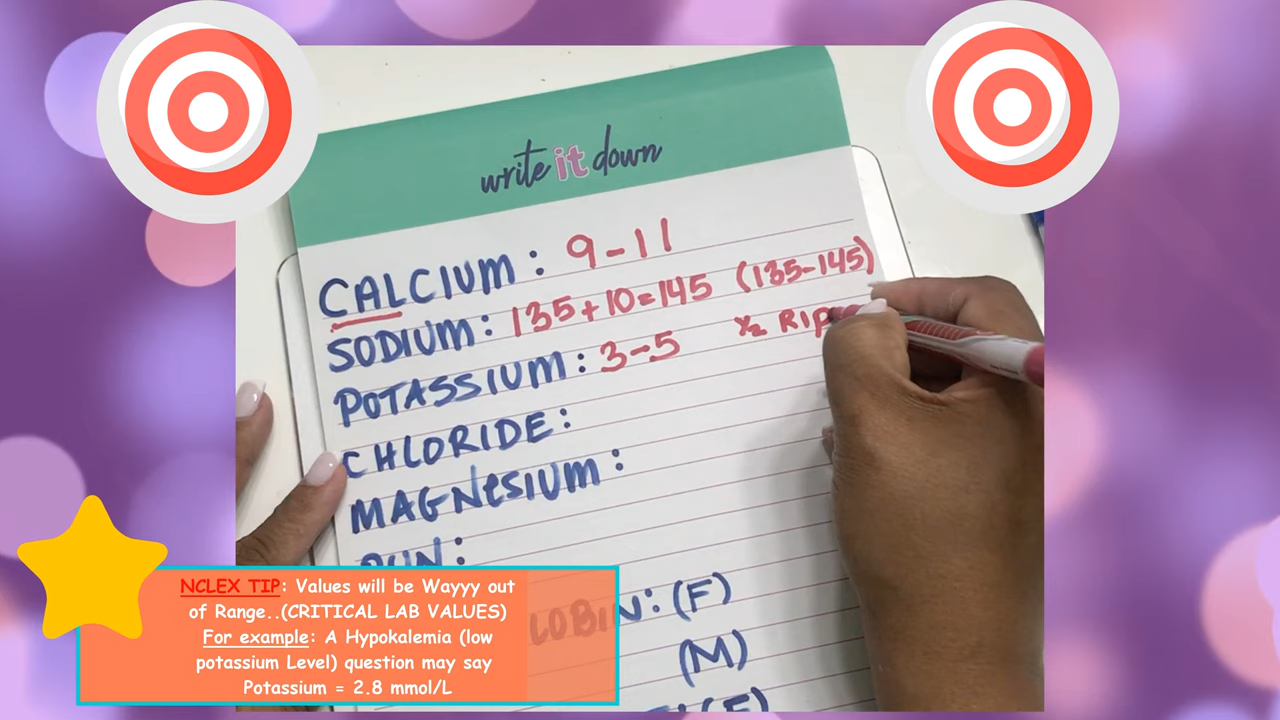 write it down
CALCIUM: 9-11
SODIUM: 135+10=145 (135-145)
POTASSIUM: 3-5 ½ Rip
CHLORIDE:
MAGNeSIUM:
BUN:
(F)
(M)
NCLEX TIP: Values will be Wayyy out
of Range..(CRITICAL LAB VALUES)
For example: A Hypokalemia (low
potassium Level) question may say
Potassium = 2.8 mmol/L